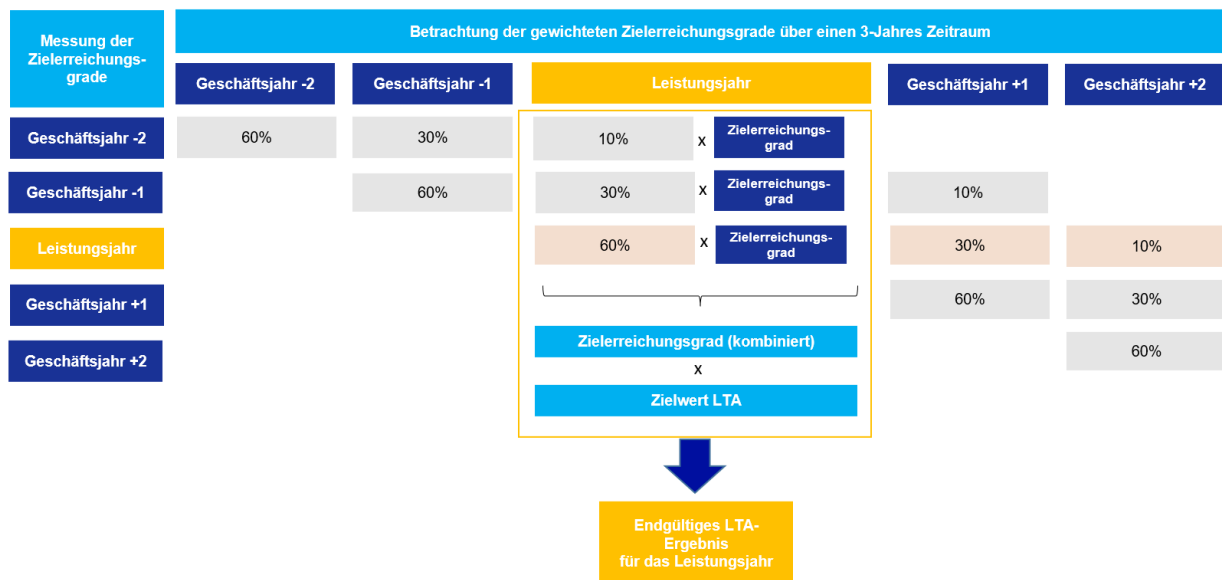 Messung der
Zielerreichungs-
grade
Betrachtung der gewichteten Zielerreichungsgrade über einen 3-Jahres Zeitraum
Geschäftsjahr -2
Geschäftsjahr -1
Leistungsjahr
Geschäftsjahr +1
Geschäftsjahr +2
Geschäftsjahr -2
60%
30%
10%
x
Zielerreichungs-
grad
Geschäftsjahr -1
60%
30%
x
Zielerreichungs-
grad
10%
Leistungsjahr
60%
x
Zielerreichungs-
grad
30%
10%
Geschäftsjahr +1
60%
30%
Geschäftsjahr +2
60%
Zielerreichungsgrad (kombiniert)
x
Zielwert LTA
Endgültiges LTA-
Ergebnis
für das Leistungsjahr